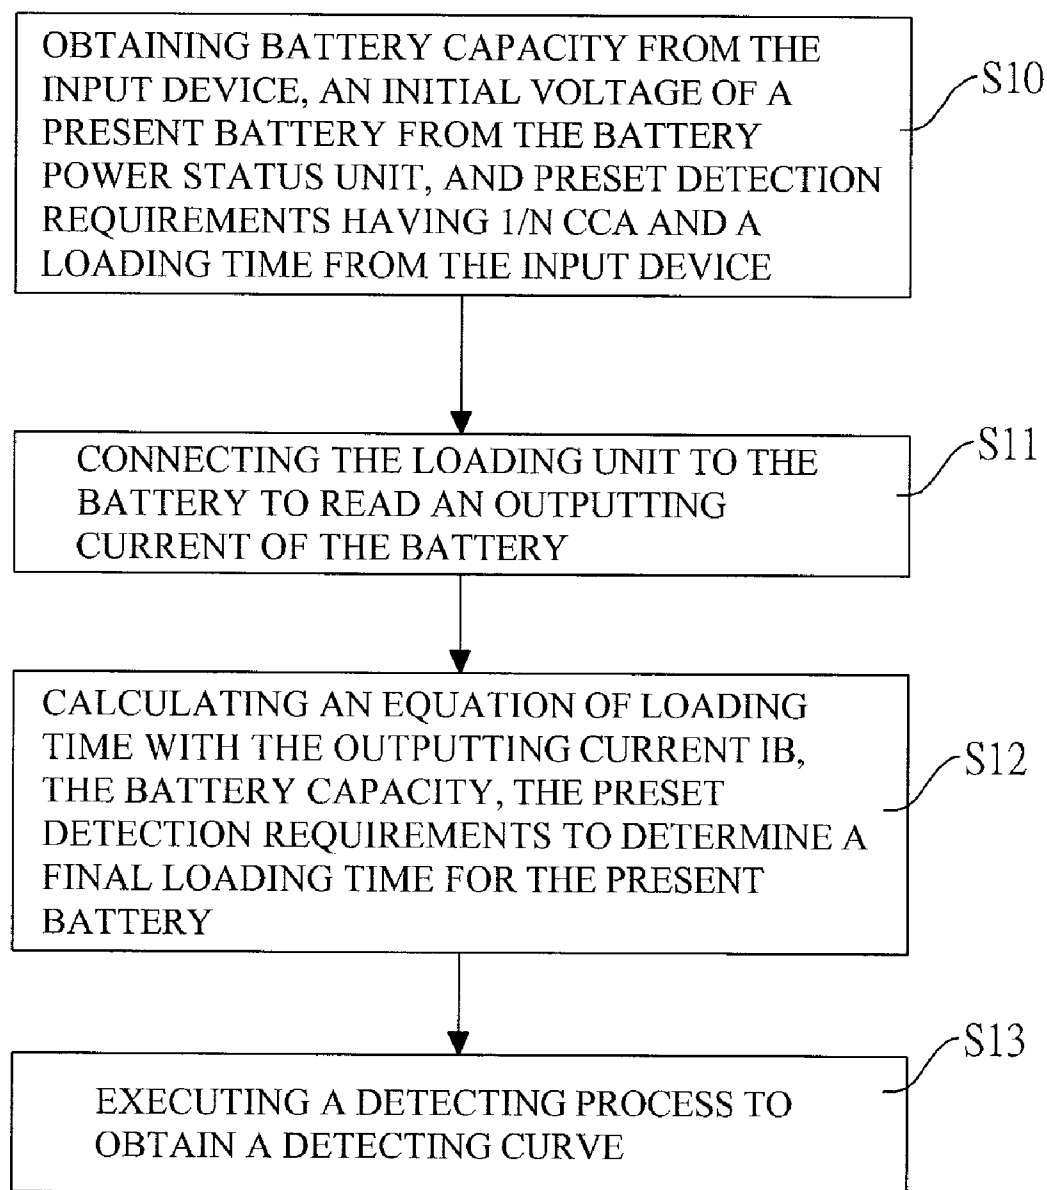 OBTAINING BATTERY CAPACITY FROM THE
INPUT DEVICE, AN INITIAL VOLTAGE OF A
PRESENT BATTERY FROM THE BATTERY
POWER STATUS UNIT, AND PRESET DETECTION
REQUIREMENTS HAVING 1/N CCA AND A
LOADING TIME FROM THE INPUT DEVICE
S10
CONNECTING THE LOADING UNIT TO THE
BATTERY TO READ AN OUTPUTTING
CURRENT OF THE BATTERY
S11
CALCULATING AN EQUATION OF LOADING
TIME WITH THE OUTPUTTING CURRENT IB,
THE BATTERY CAPACITY, THE PRESET
DETECTION REQUIREMENTS TO DETERMINE A
FINAL LOADING TIME FOR THE PRESENT
BATTERY
S12
EXECUTING A DETECTING PROCESS TO
OBTAIN A DETECTING CURVE
S13